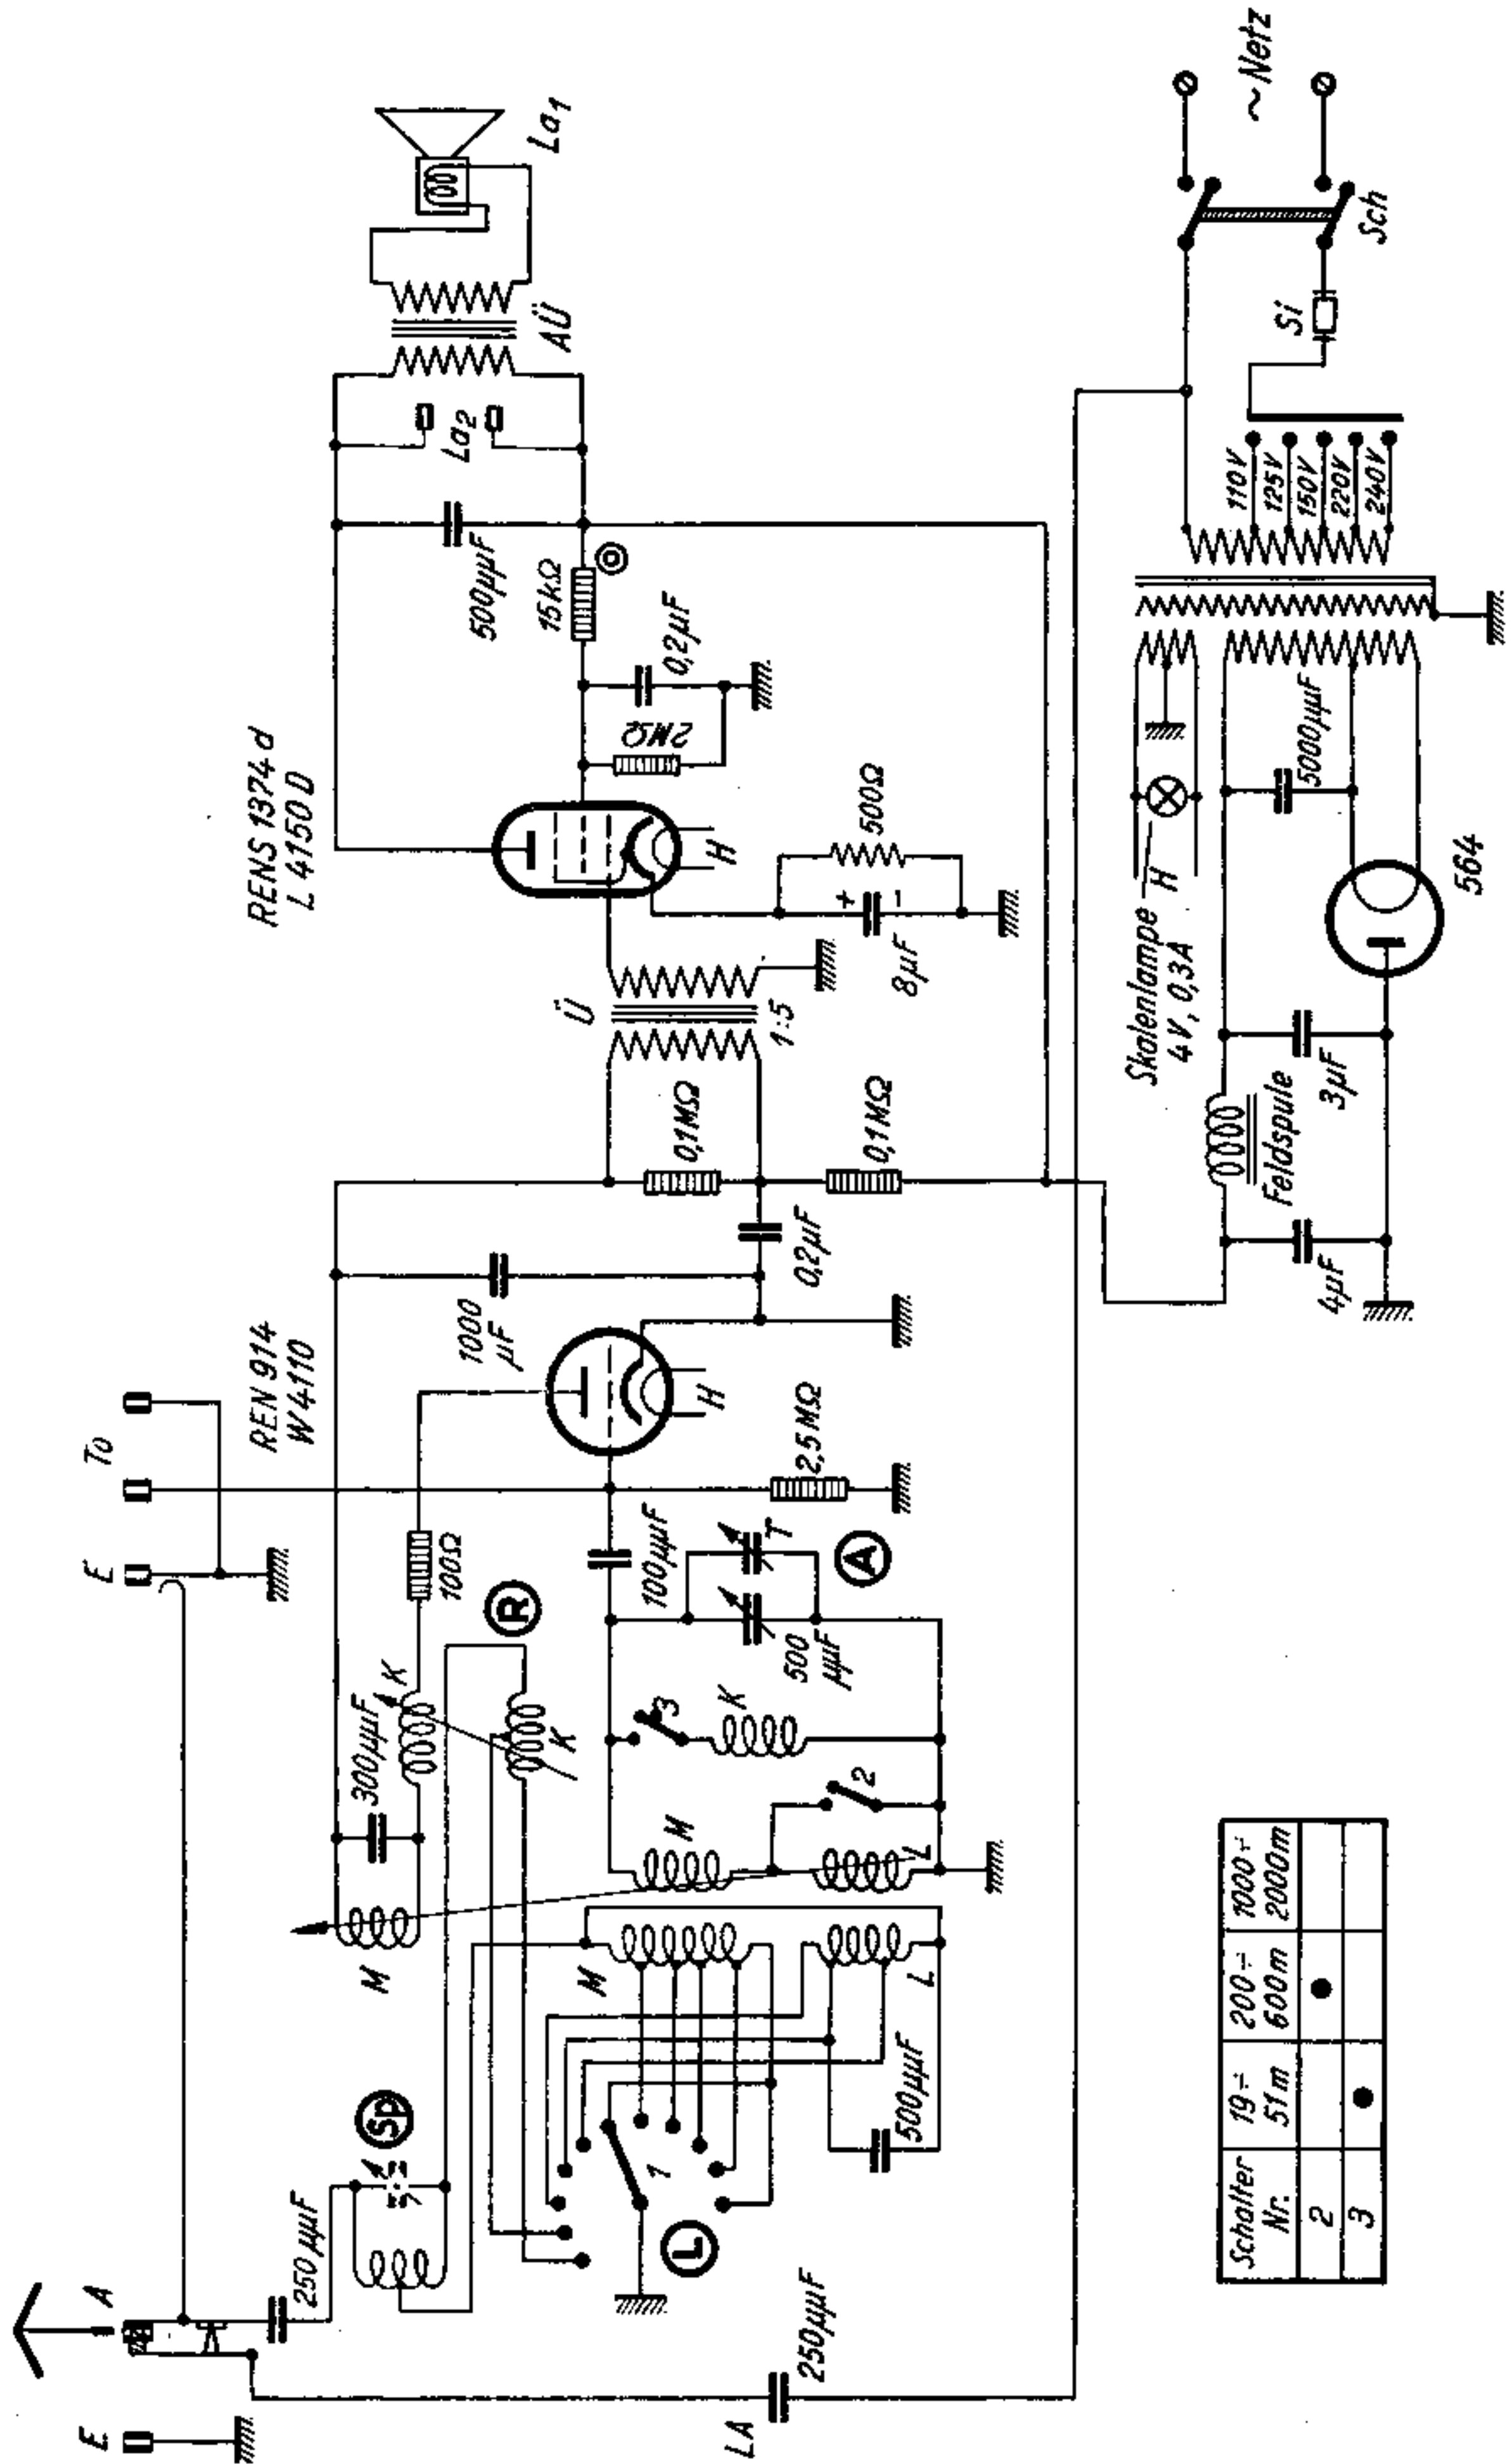 E
A
E
To
REN 914
W 4110
RENS 1374 d
L 4150 D
La1
La2
AÜ
250 µµF
Sp
M
300µµF
K
100Ω
R
K
1000
µF
500µµF
15kΩ
0,2µF
2MΩ
H
Ü
1:5
0,1MΩ
0,1MΩ
0,2µF
8µF
+
-
500Ω
H
2,5MΩ
100µµF
T
A
500
µµF
3
K
2
M
L
M
L
1
L
500µµF
LA
250µµF
Skalenlampe
4V, 0,3A
H
Feldspule
4µF
3µF
564
5000µµF
110V
125V
150V
220V
240V
Si
Sch
~Netz
Schalter
Nr.
19÷
51m
200÷
600m
1000÷
2000m
2
3